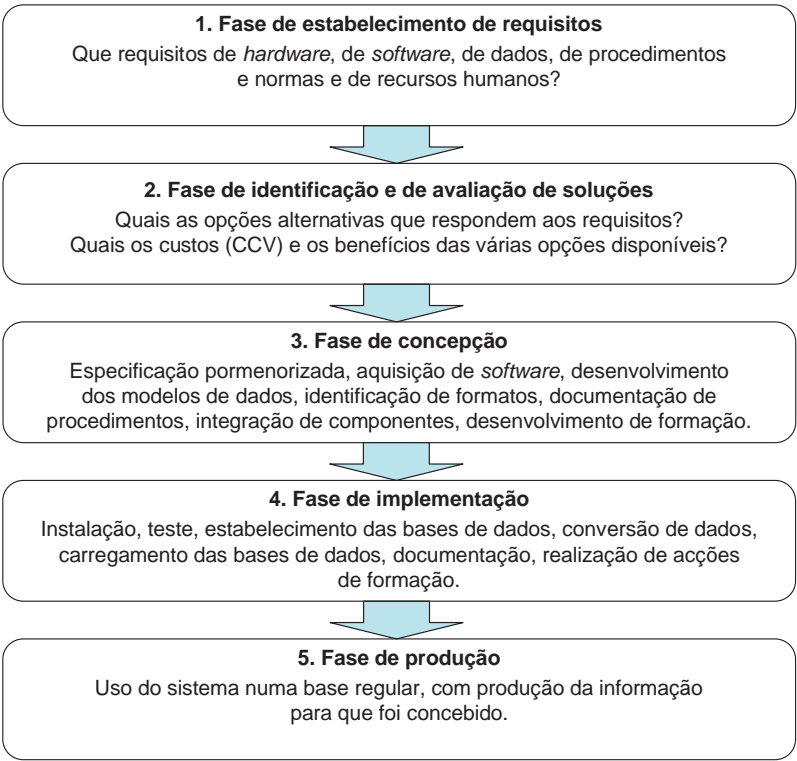 1. Fase de estabelecimento de requisitos
Que requisitos de hardware, de software, de dados, de procedimentos
e normas e de recursos humanos?
2. Fase de identificação e de avaliação de soluções
Quais as opções alternativas que respondem aos requisitos?
Quais os custos (CCV) e os benefícios das várias opções disponíveis?
3. Fase de concepção
Especificação pormenorizada, aquisição de software, desenvolvimento
dos modelos de dados, identificação de formatos, documentação de
procedimentos, integração de componentes, desenvolvimento de formação.
4. Fase de implementação
Instalação, teste, estabelecimento das bases de dados, conversão de dados,
carregamento das bases de dados, documentação, realização de acções
de formação.
5. Fase de produção
Uso do sistema numa base regular, com produção da informação
para que foi concebido.